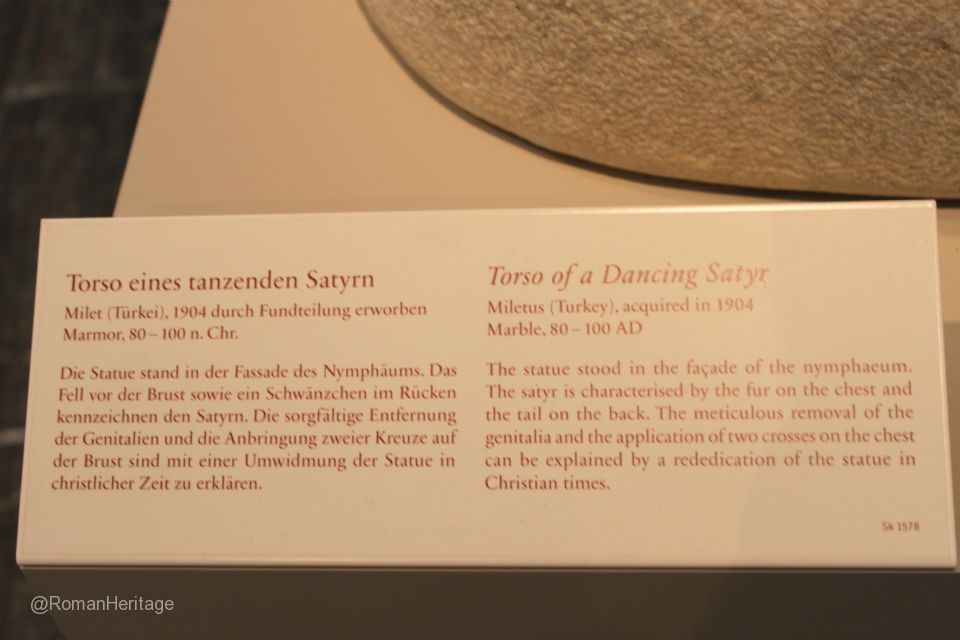 Torso eines tanzenden Satyrn
Milet (Türkei), 1904 durch Fundteilung erworben
Marmor, 80 – 100 n. Chr.
Die Statue stand in der Fassade des Nymphäums. Das
Fell vor der Brust sowie ein Schwänzchen im Rücken
kennzeichnen den Satyrn. Die sorgfältige Entfernung
der Genitalien und die Anbringung zweier Kreuze auf
der Brust sind mit einer Umwidmung der Statue in
christlicher Zeit zu erklären.
Torso of a Dancing Satyr
Miletus (Turkey), acquired in 1904
Marble, 80 – 100 AD
The statue stood in the façade of the nymphaeum.
The satyr is characterised by the fur on the chest and
the tail on the back. The meticulous removal of the
genitalia and the application of two crosses on the chest
can be explained by a rededication of the statue in
Christian times.
Sk 1578
@RomanHeritage